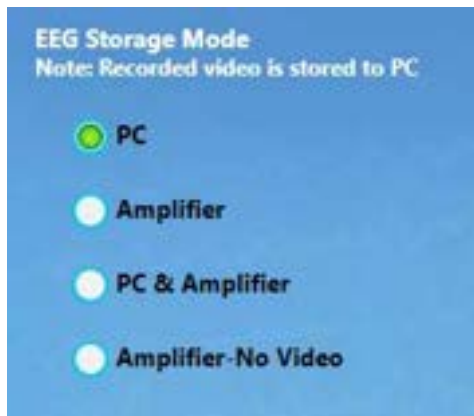 EEG Storage Mode
Note: Recorded video is stored to PC
PC
Amplifier
PC & Amplifier
Amplifier-No Video